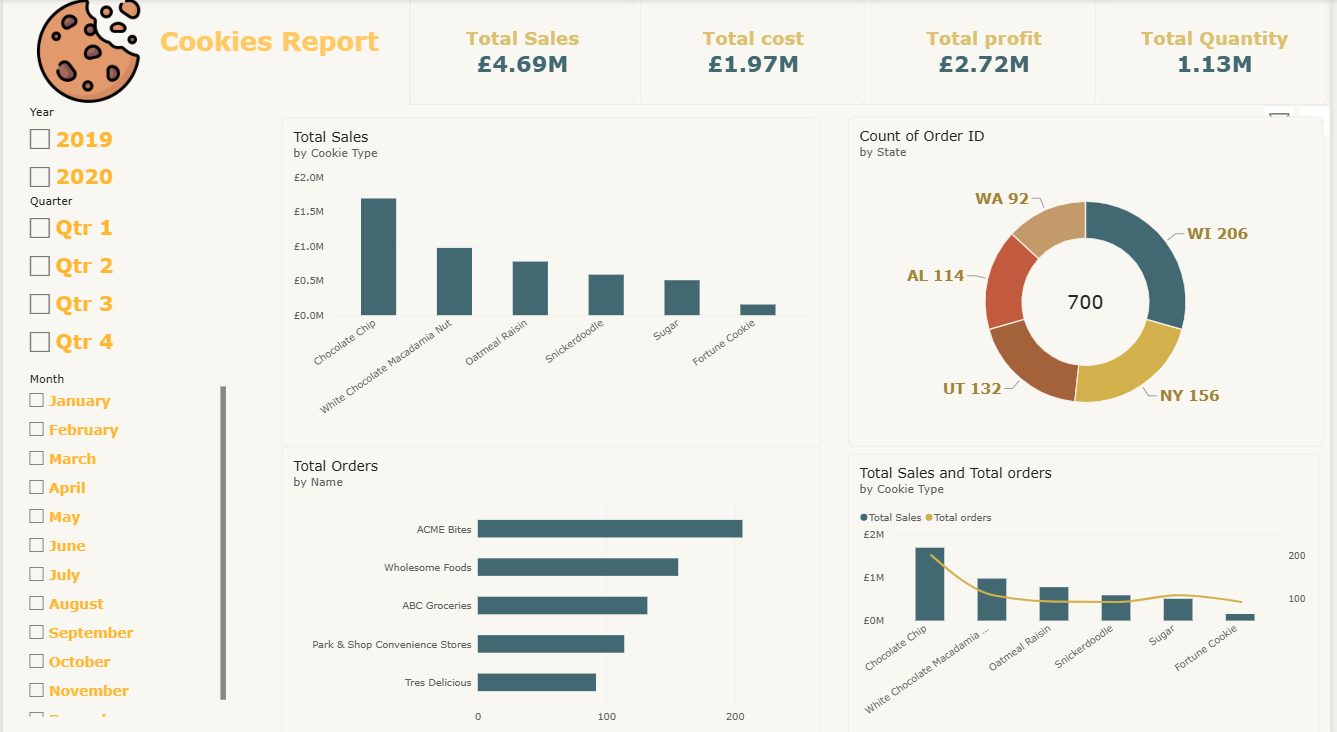 Cookies Report
Total Sales
£4.69M
Total cost
£1.97M
Total profit
£2.72M
Total Quantity
1.13M
Year
2019
2020
Quarter
Qtr 1
Qtr 2
Qtr 3
Qtr 4
Month
January
February
March
April
May
June
July
August
September
October
November
Total Sales
by Cookie Type
£2.0M
£1.5M
£1.0M
£0.5M
£0.0M
Chocolate Chip
White Chocolate Macadamia Nut
Oatmeal Raisin
Snickerdoodle
Sugar
Fortune Cookie
Count of Order ID
by State
WA 92
WI 206
AL 114
700
UT 132
NY 156
Total Orders
by Name
ACME Bites
Wholesome Foods
ABC Groceries
Park & Shop Convenience Stores
Tres Delicious
0 100 200
Total Sales and Total orders
by Cookie Type
Total Sales Total orders
£2M
£1M
£0M
200
100
Chocolate Chip
White Chocolate Macadamia ...
Oatmeal Raisin
Snickerdoodle
Sugar
Fortune Cookie